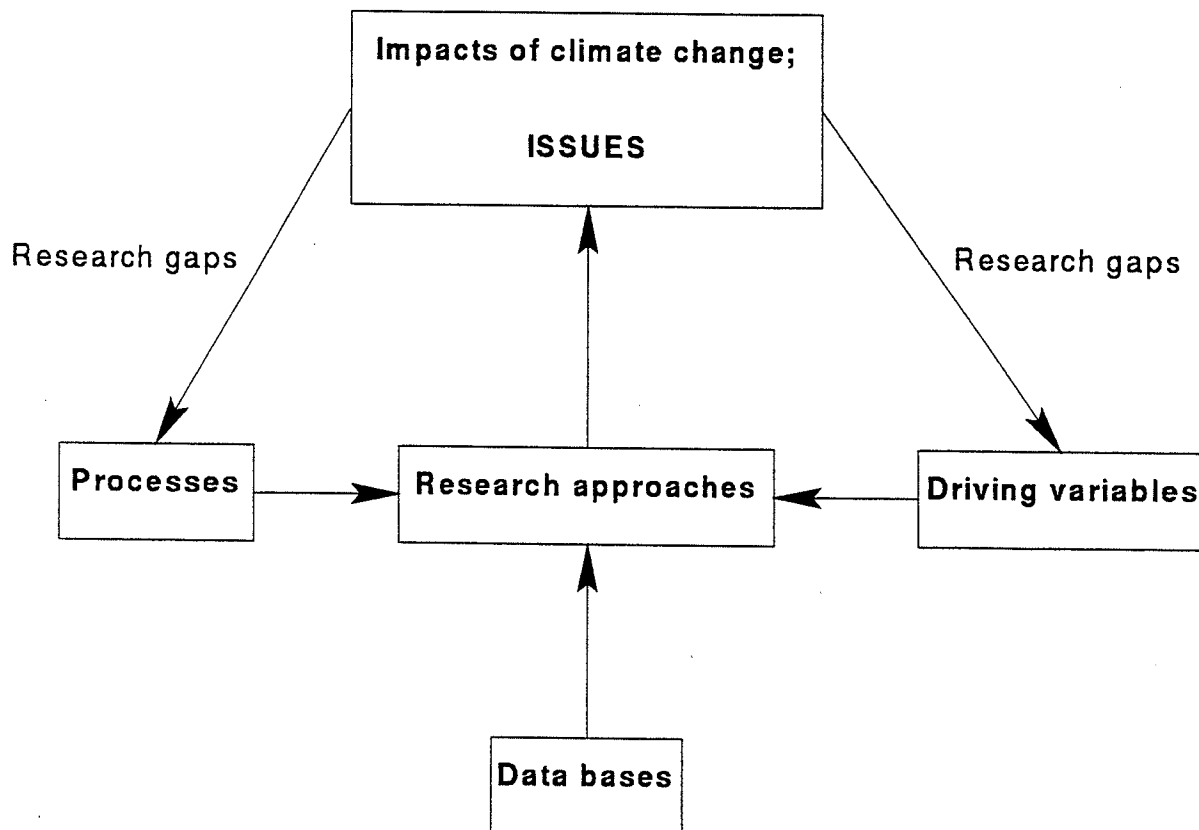 Impacts of climate change;
ISSUES
Research gaps
Research gaps
Processes
Research approaches
Driving variables
Data bases